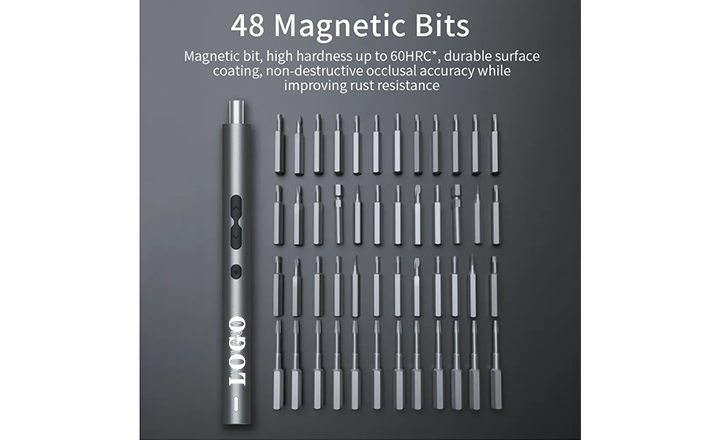 48 Magnetic Bits
Magnetic bit, high hardness up to 60HRC*, durable surface
coating, non-destructive occlusal accuracy while
improving rust resistance
LOGO